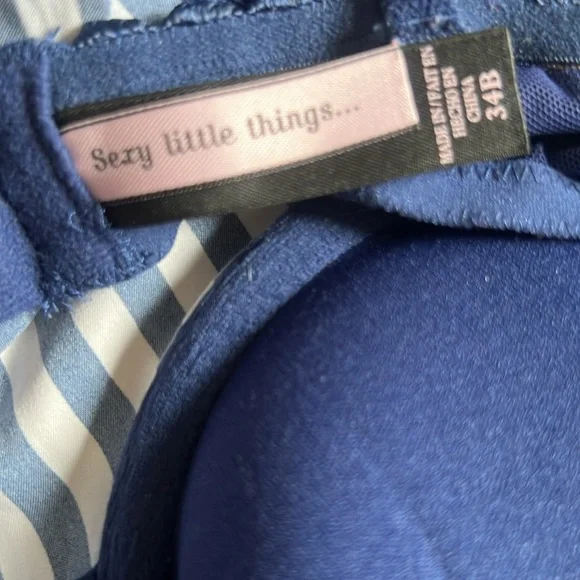 Sexy little things...
MADE IN/FAIT EN
HECHO EN
CHINA
34B